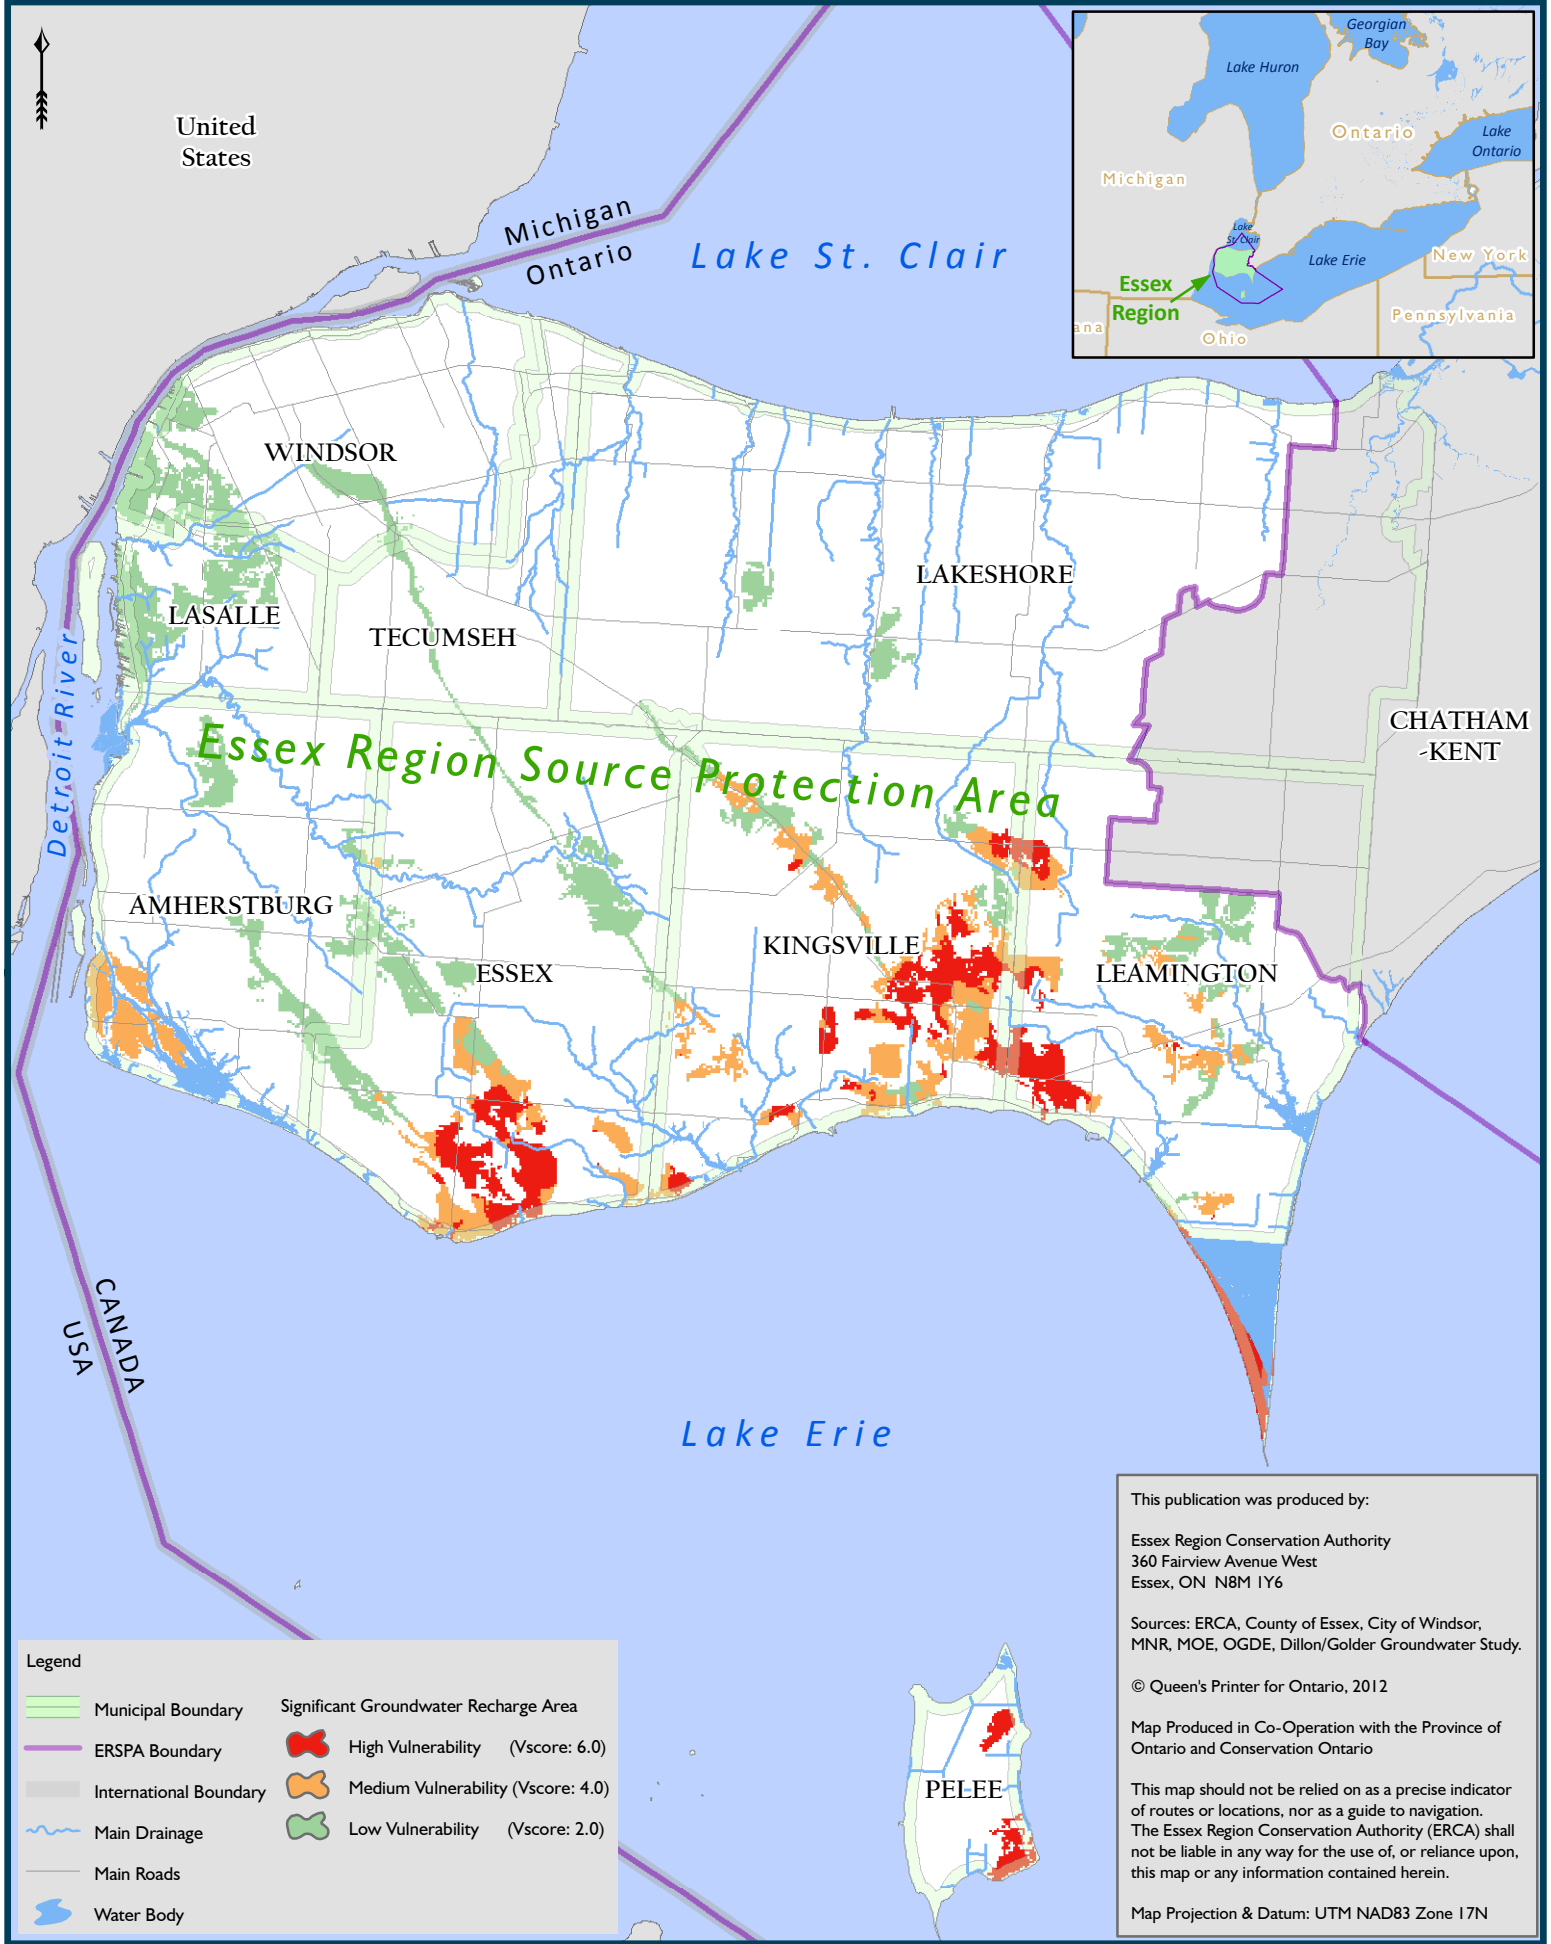 United
States
Michigan
Ontario
Lake St. Clair
Georgian
Bay
Lake Huron
Ontario
Lake
Ontario
Michigan
Lake
St. Clair
Lake Erie
New York
Essex
Region
Pennsylvania
ana
Ohio
WINDSOR
LAKESHORE
LASALLE
TECUMSEH
Detroit River
CHATHAM
-KENT
Essex Region Source Protection Area
AMHERSTBURG
KINGSVILLE
ESSEX
LEAMINGTON
CANADA
USA
Lake Erie
PELEE
Legend
Municipal Boundary
ERSPA Boundary
International Boundary
Main Drainage
Main Roads
Water Body
Significant Groundwater Recharge Area
High Vulnerability (Vscore: 6.0)
Medium Vulnerability (Vscore: 4.0)
Low Vulnerability (Vscore: 2.0)
This publication was produced by:
Essex Region Conservation Authority
360 Fairview Avenue West
Essex, ON N8M 1Y6
Sources: ERCA, County of Essex, City of Windsor,
MNR, MOE, OGDE, Dillon/Golder Groundwater Study.
© Queen's Printer for Ontario, 2012
Map Produced in Co-Operation with the Province of
Ontario and Conservation Ontario
This map should not be relied on as a precise indicator
of routes or locations, nor as a guide to navigation.
The Essex Region Conservation Authority (ERCA) shall
not be liable in any way for the use of, or reliance upon,
this map or any information contained herein.
Map Projection & Datum: UTM NAD83 Zone 17N